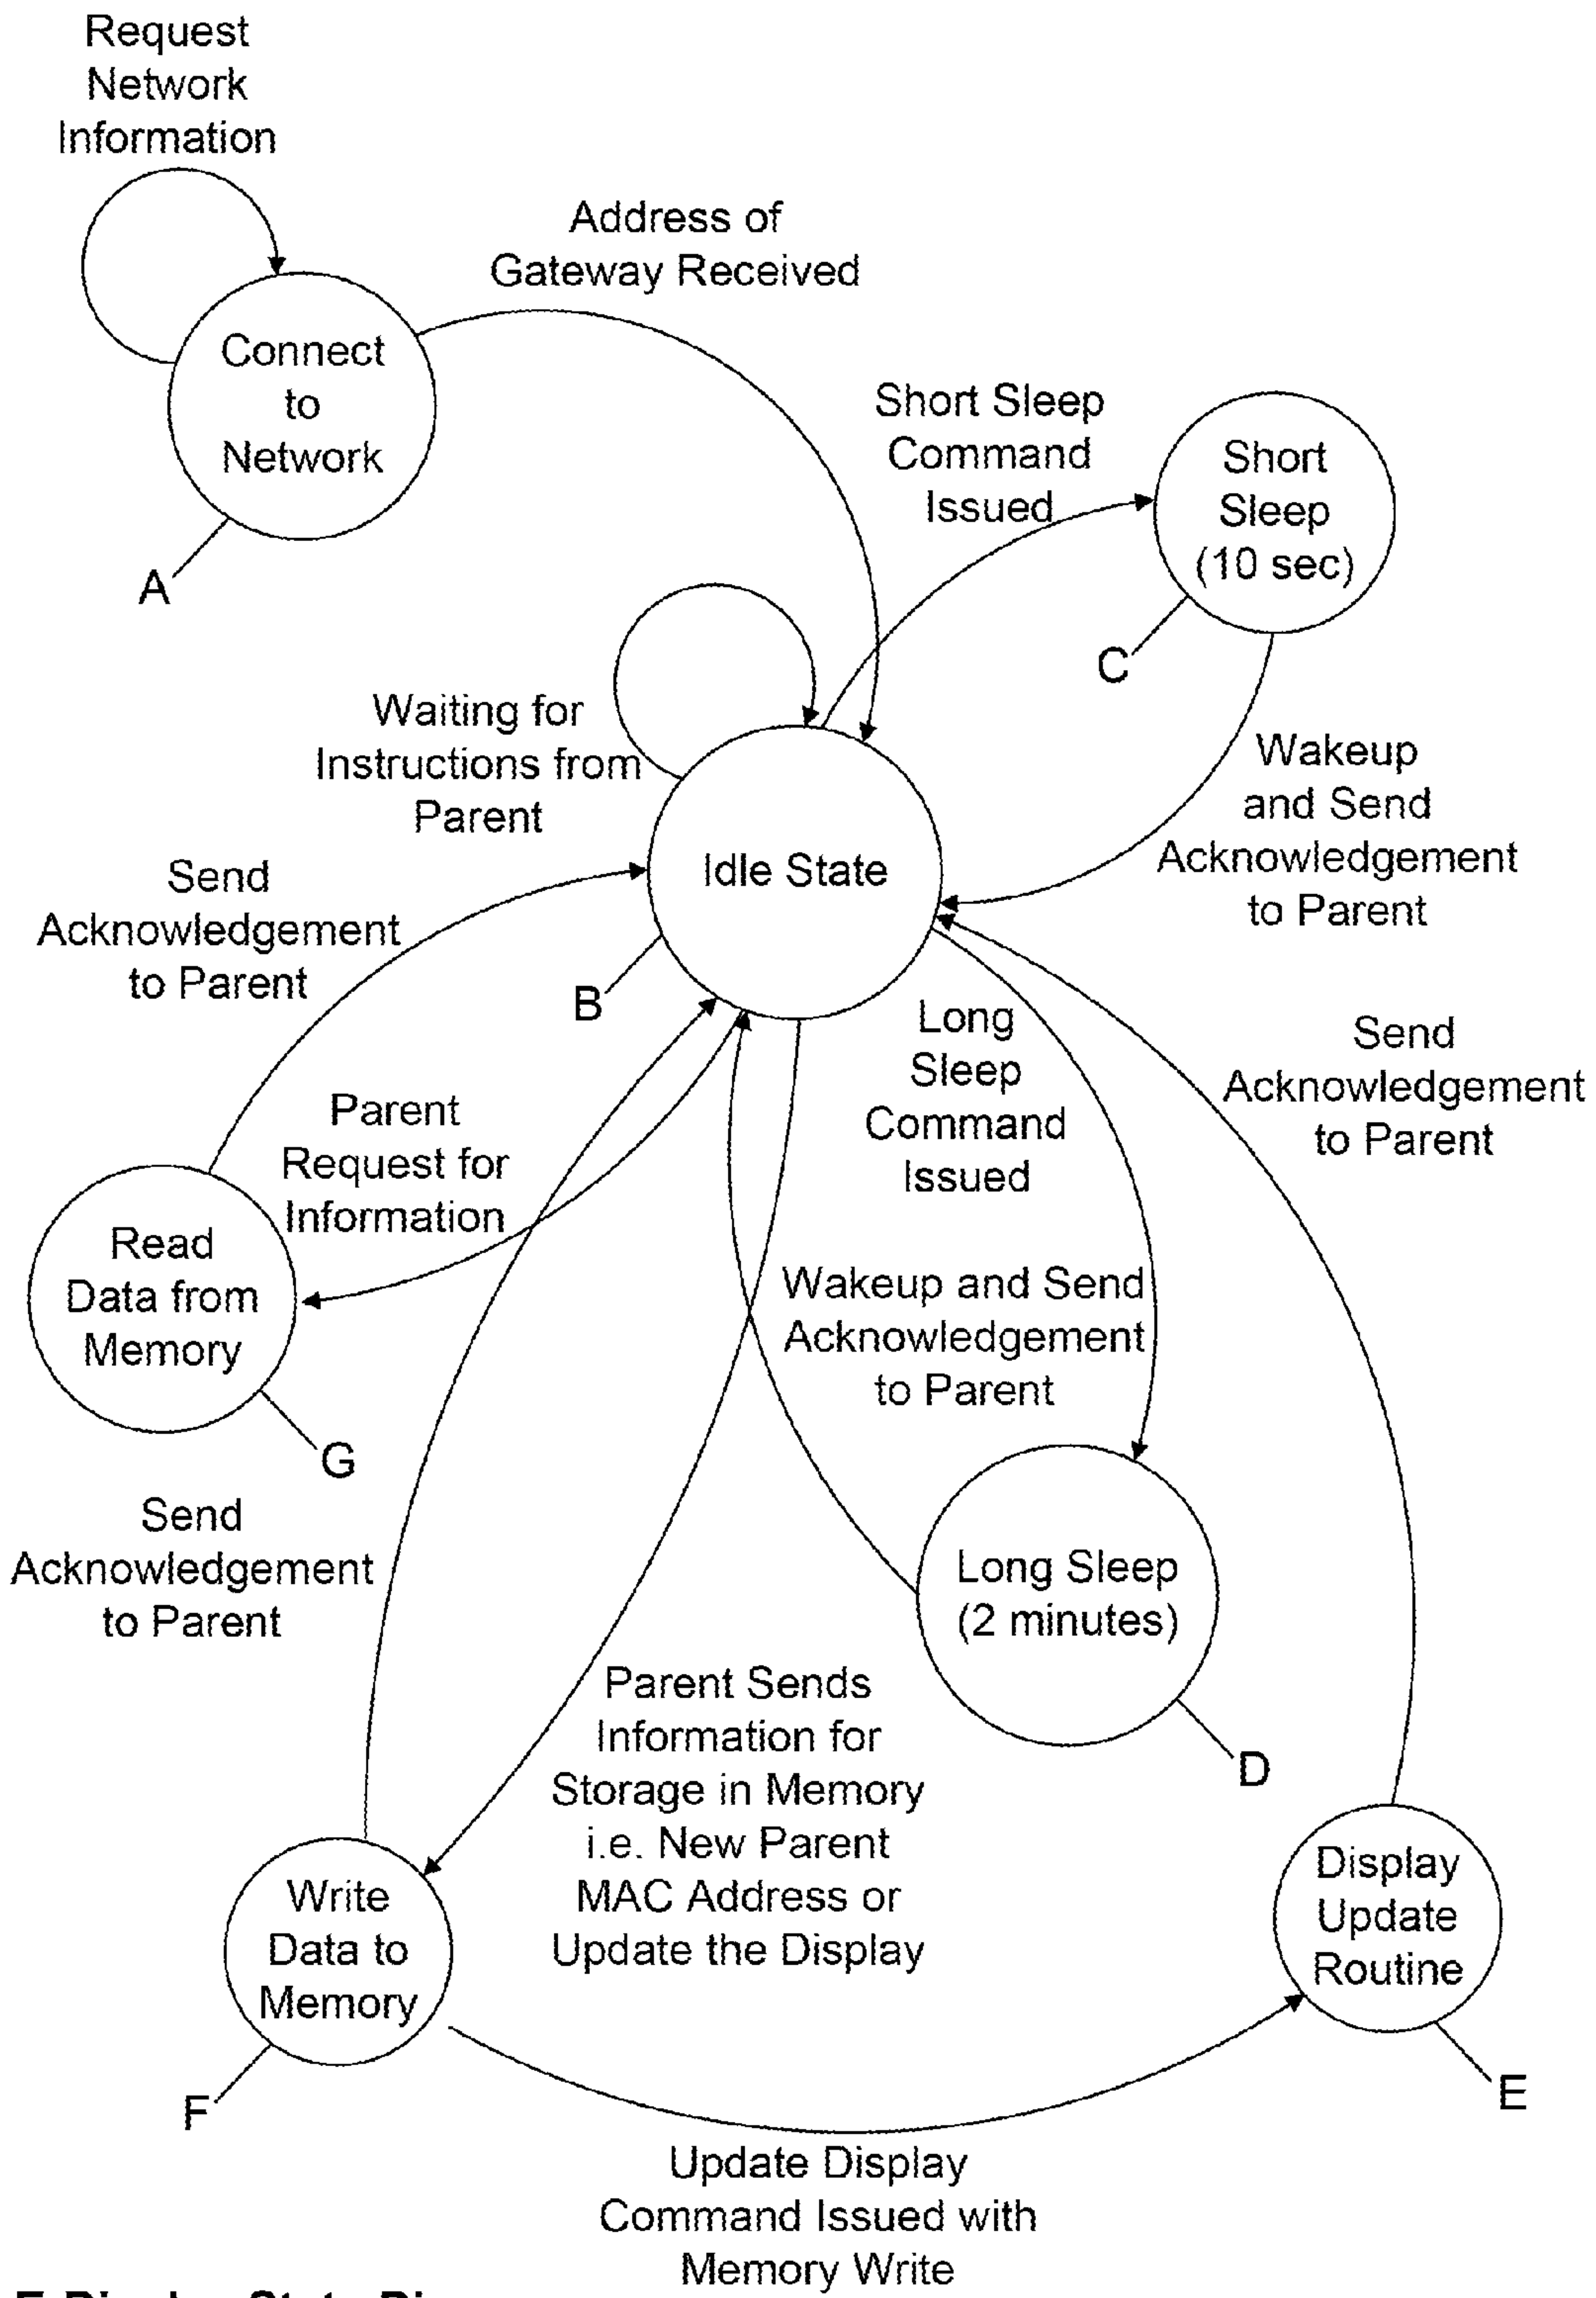 Request
Network
Information
Address of
Gateway Received
Connect
to
Network
A
Short Sleep
Command
Issued
Short
Sleep
(10 sec)
C
Waiting for
Instructions from
Parent
Idle State
B
Wakeup
and Send
Acknowledgement
to Parent
Send
Acknowledgement
to Parent
Long
Sleep
Command
Issued
Send
Acknowledgement
to Parent
Parent
Request for
Information
Read
Data from
Memory
G
Wakeup and Send
Acknowledgement
to Parent
Send
Acknowledgement
to Parent
Long Sleep
(2 minutes)
D
Parent Sends
Information for
Storage in Memory
i.e. New Parent
MAC Address or
Update the Display
Write
Data to
Memory
F
Display
Update
Routine
E
Update Display
Command Issued with
Memory Write